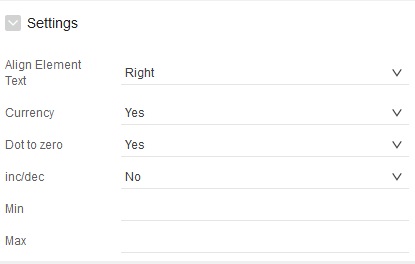 Settings
Align Element
Text
Right
Currency
Yes
Dot to zero
Yes
inc/dec
No
Min
Max